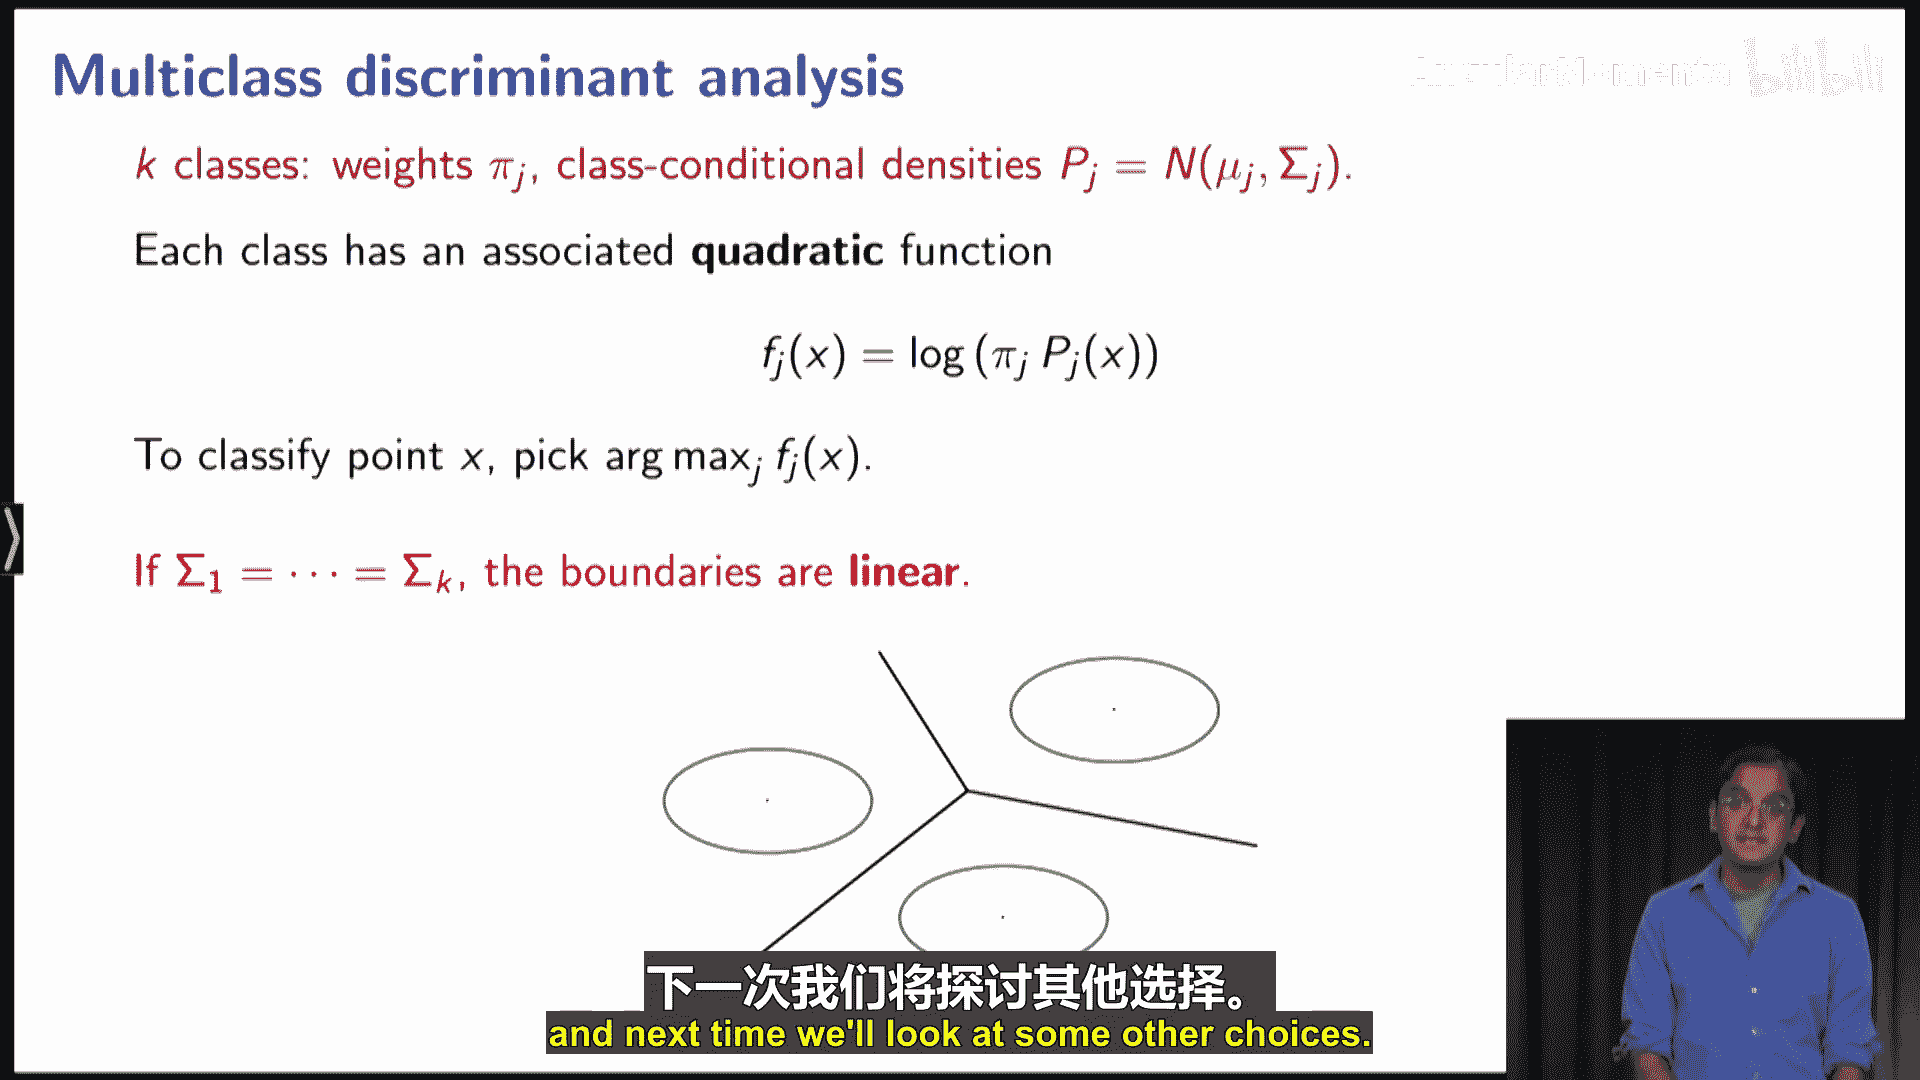 Multiclass discriminant analysis
bilibili
k classes: weights πⱼ, class-conditional densities Pⱼ = N(μⱼ, Σⱼ).
Each class has an associated quadratic function
fⱼ(x) = log (πⱼ Pⱼ(x))
To classify point x, pick arg maxⱼ fⱼ(x).
If Σ₁ = ··· = Σₖ, the boundaries are linear.
下一次我们将探讨其他选择。
and next time we'll look at some other choices.